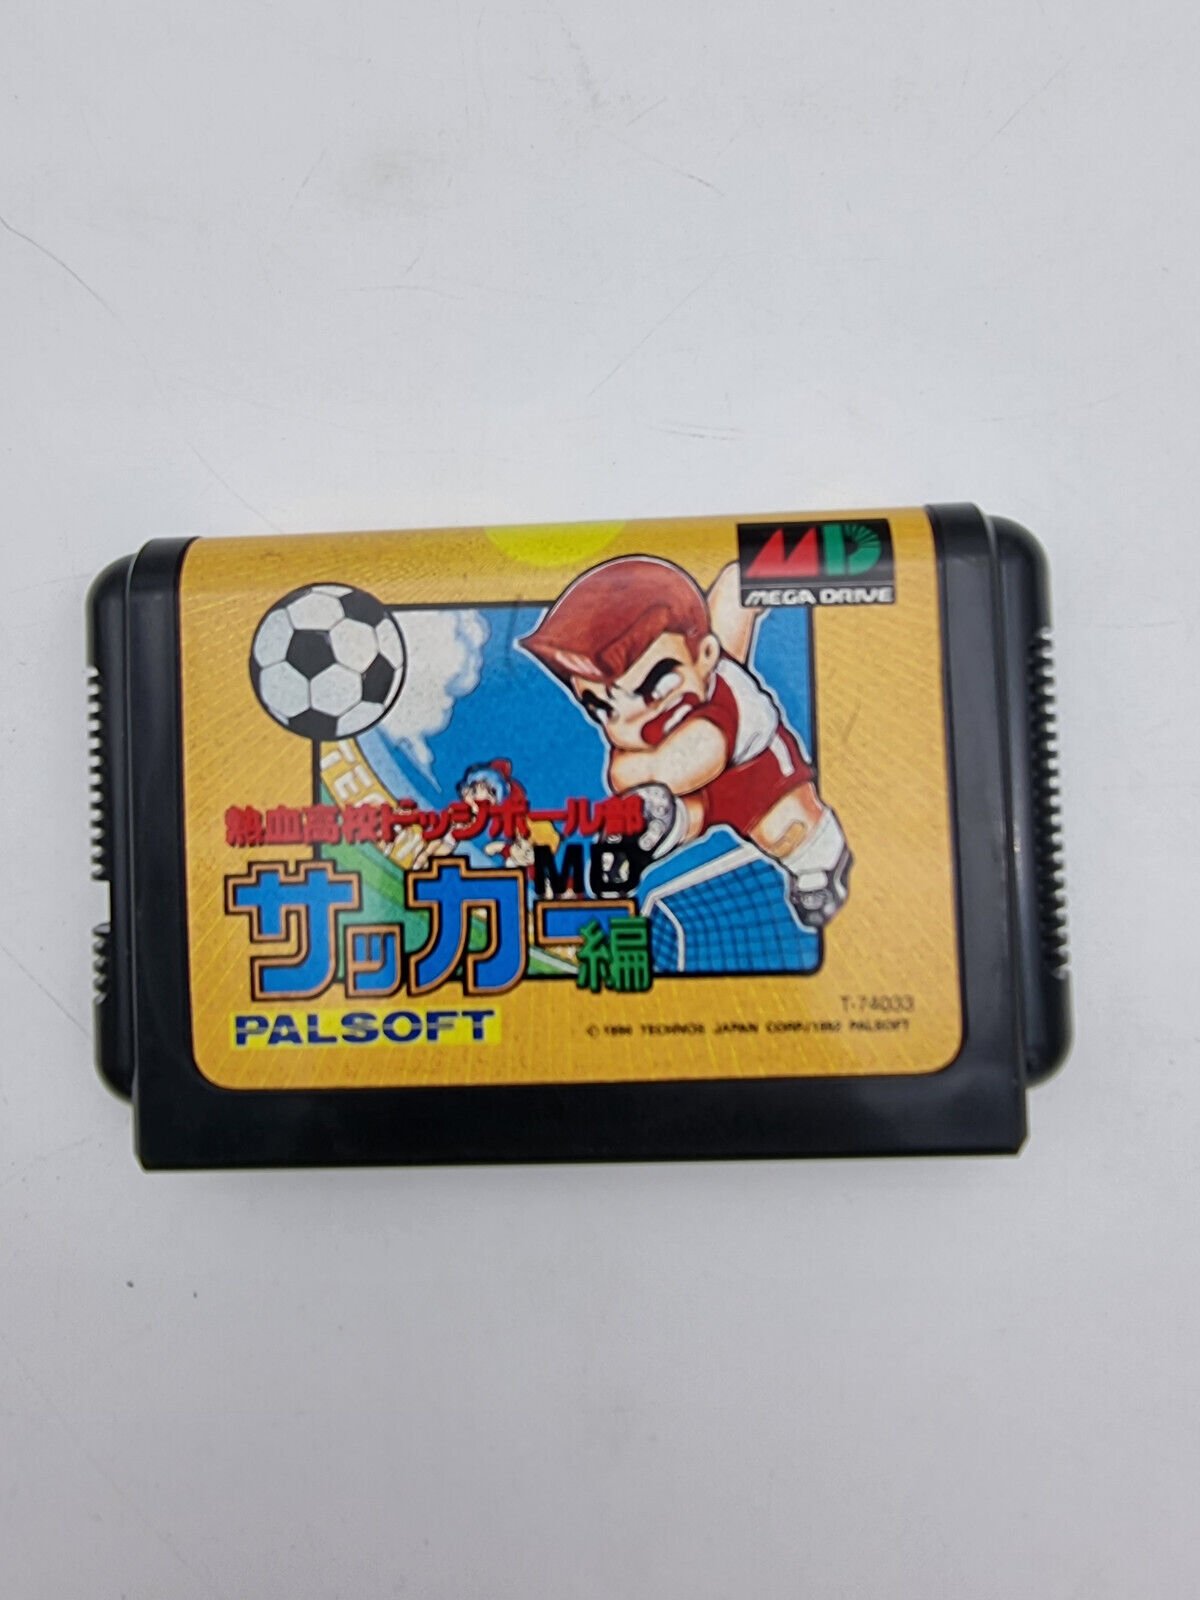 MD
MEGA DRIVE
TE
熱血高校ドッジボール部
MD
サッカー編
PALSOFT
T-74033
© 1990 TECHNOS JAPAN CORP./1992 PALSOFT